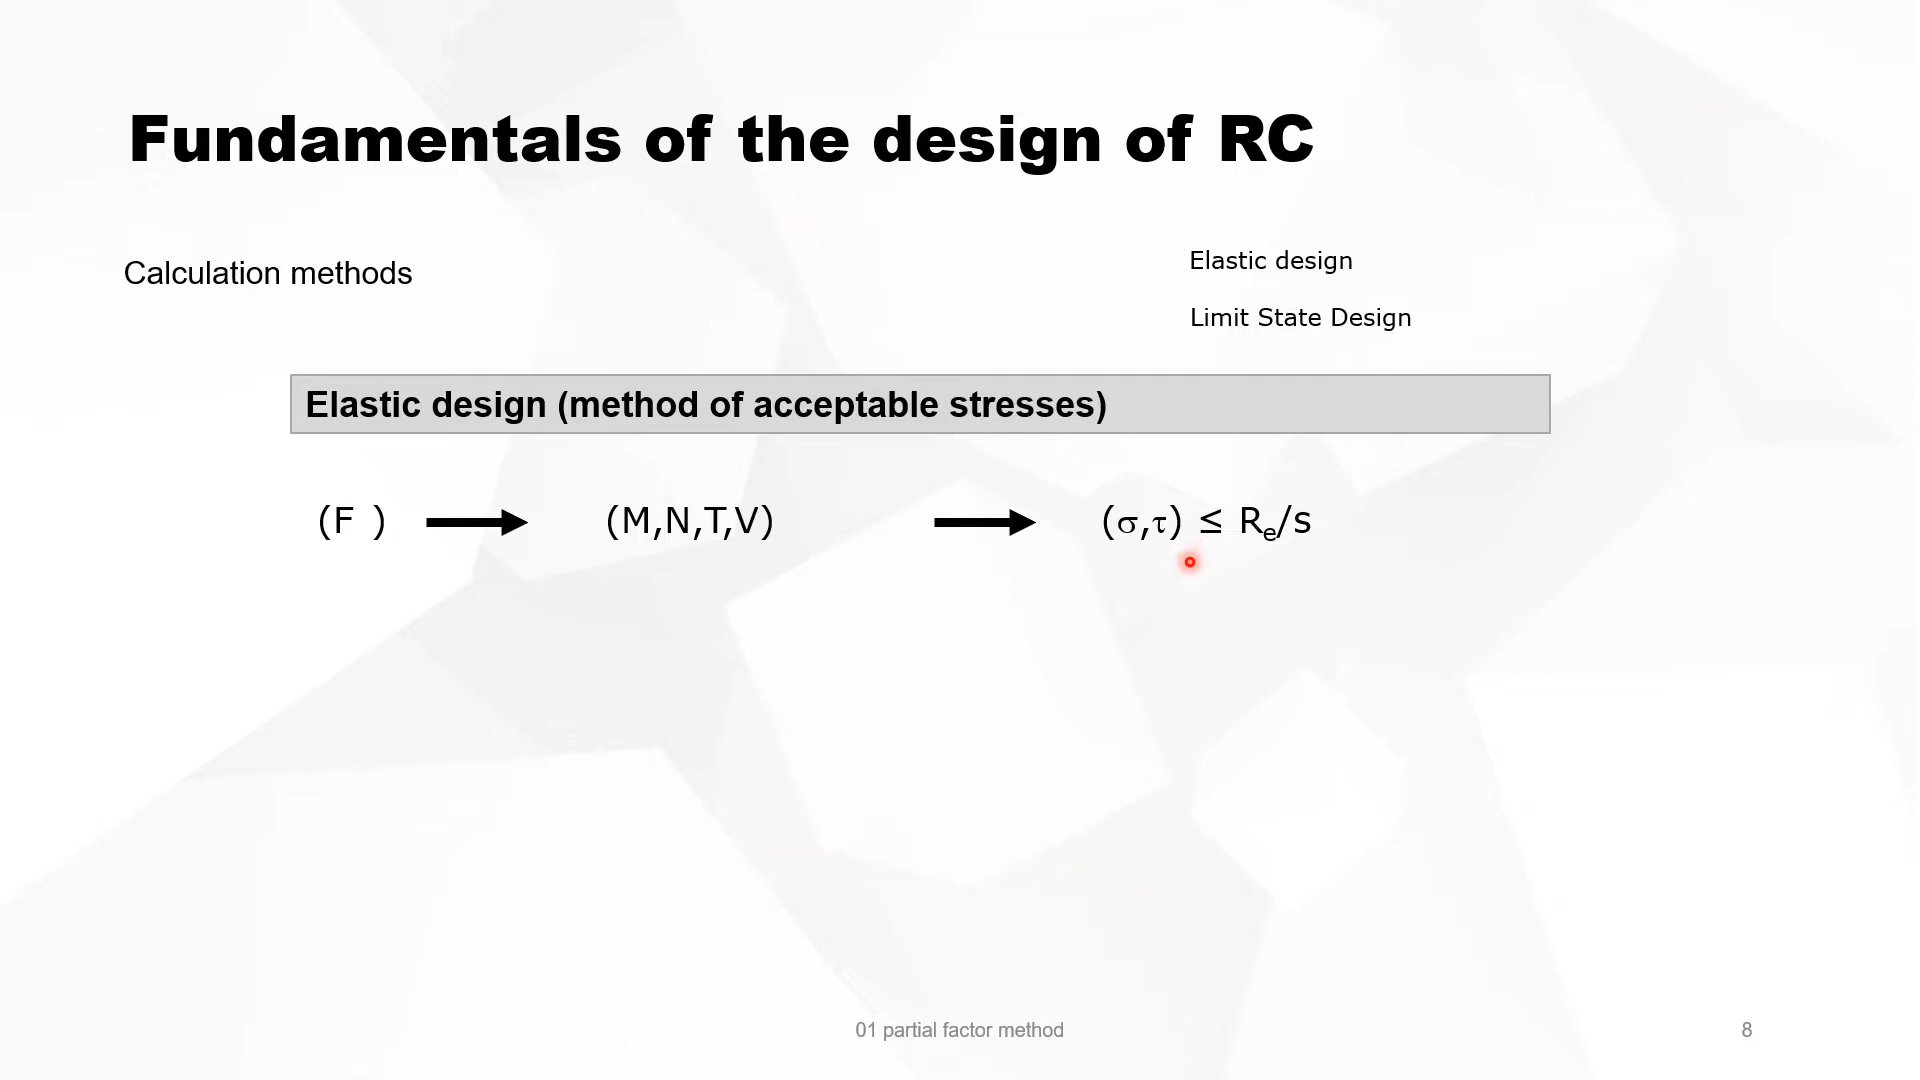 Fundamentals of the design of RC
Calculation methods
Elastic design
Limit State Design
Elastic design (method of acceptable stresses)
(F ) (M,N,T,V) (σ,τ) ≤ Re/s
01 partial factor method
8